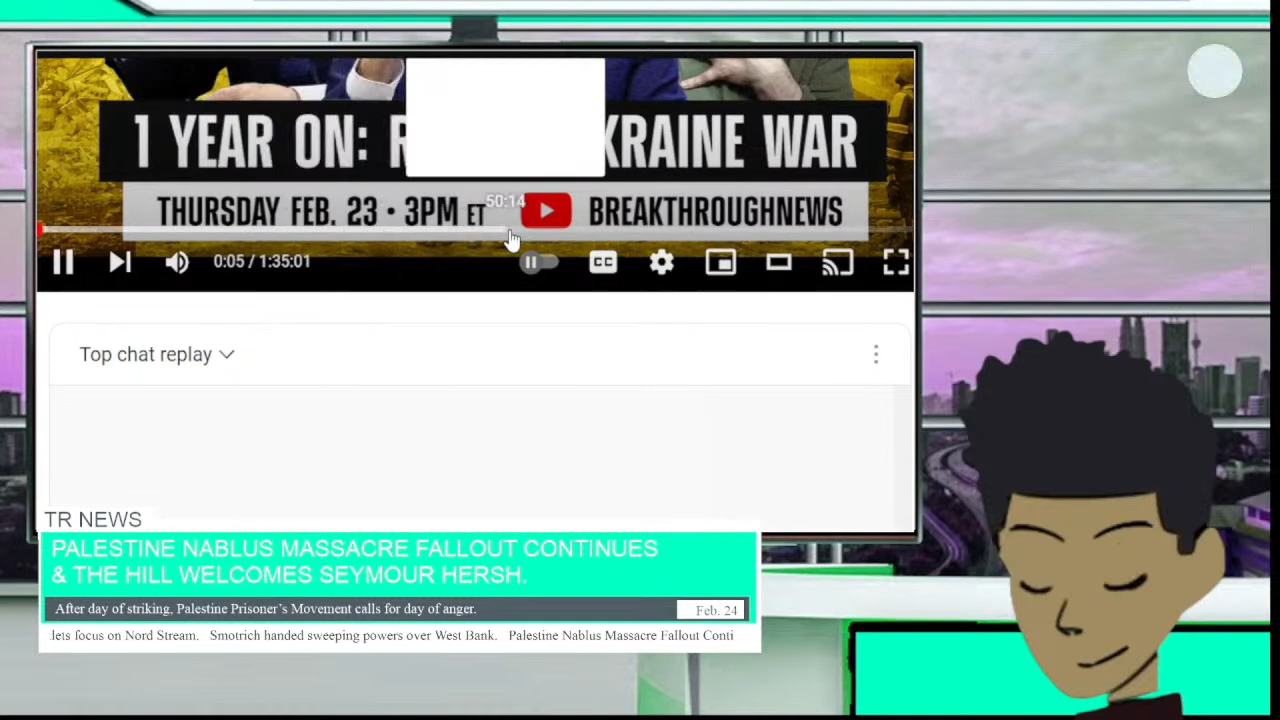 1 YEAR ON: R KRAINE WAR
THURSDAY FEB. 23 • 3PM ET BREAKTHROUGHNEWS
50:14
0:05 / 1:35:01
CC
Top chat replay
TR NEWS
PALESTINE NABLUS MASSACRE FALLOUT CONTINUES
& THE HILL WELCOMES SEYMOUR HERSH.
After day of striking, Palestine Prisoner's Movement calls for day of anger.
Feb. 24
lets focus on Nord Stream. Smotrich handed sweeping powers over West Bank. Palestine Nablus Massacre Fallout Conti